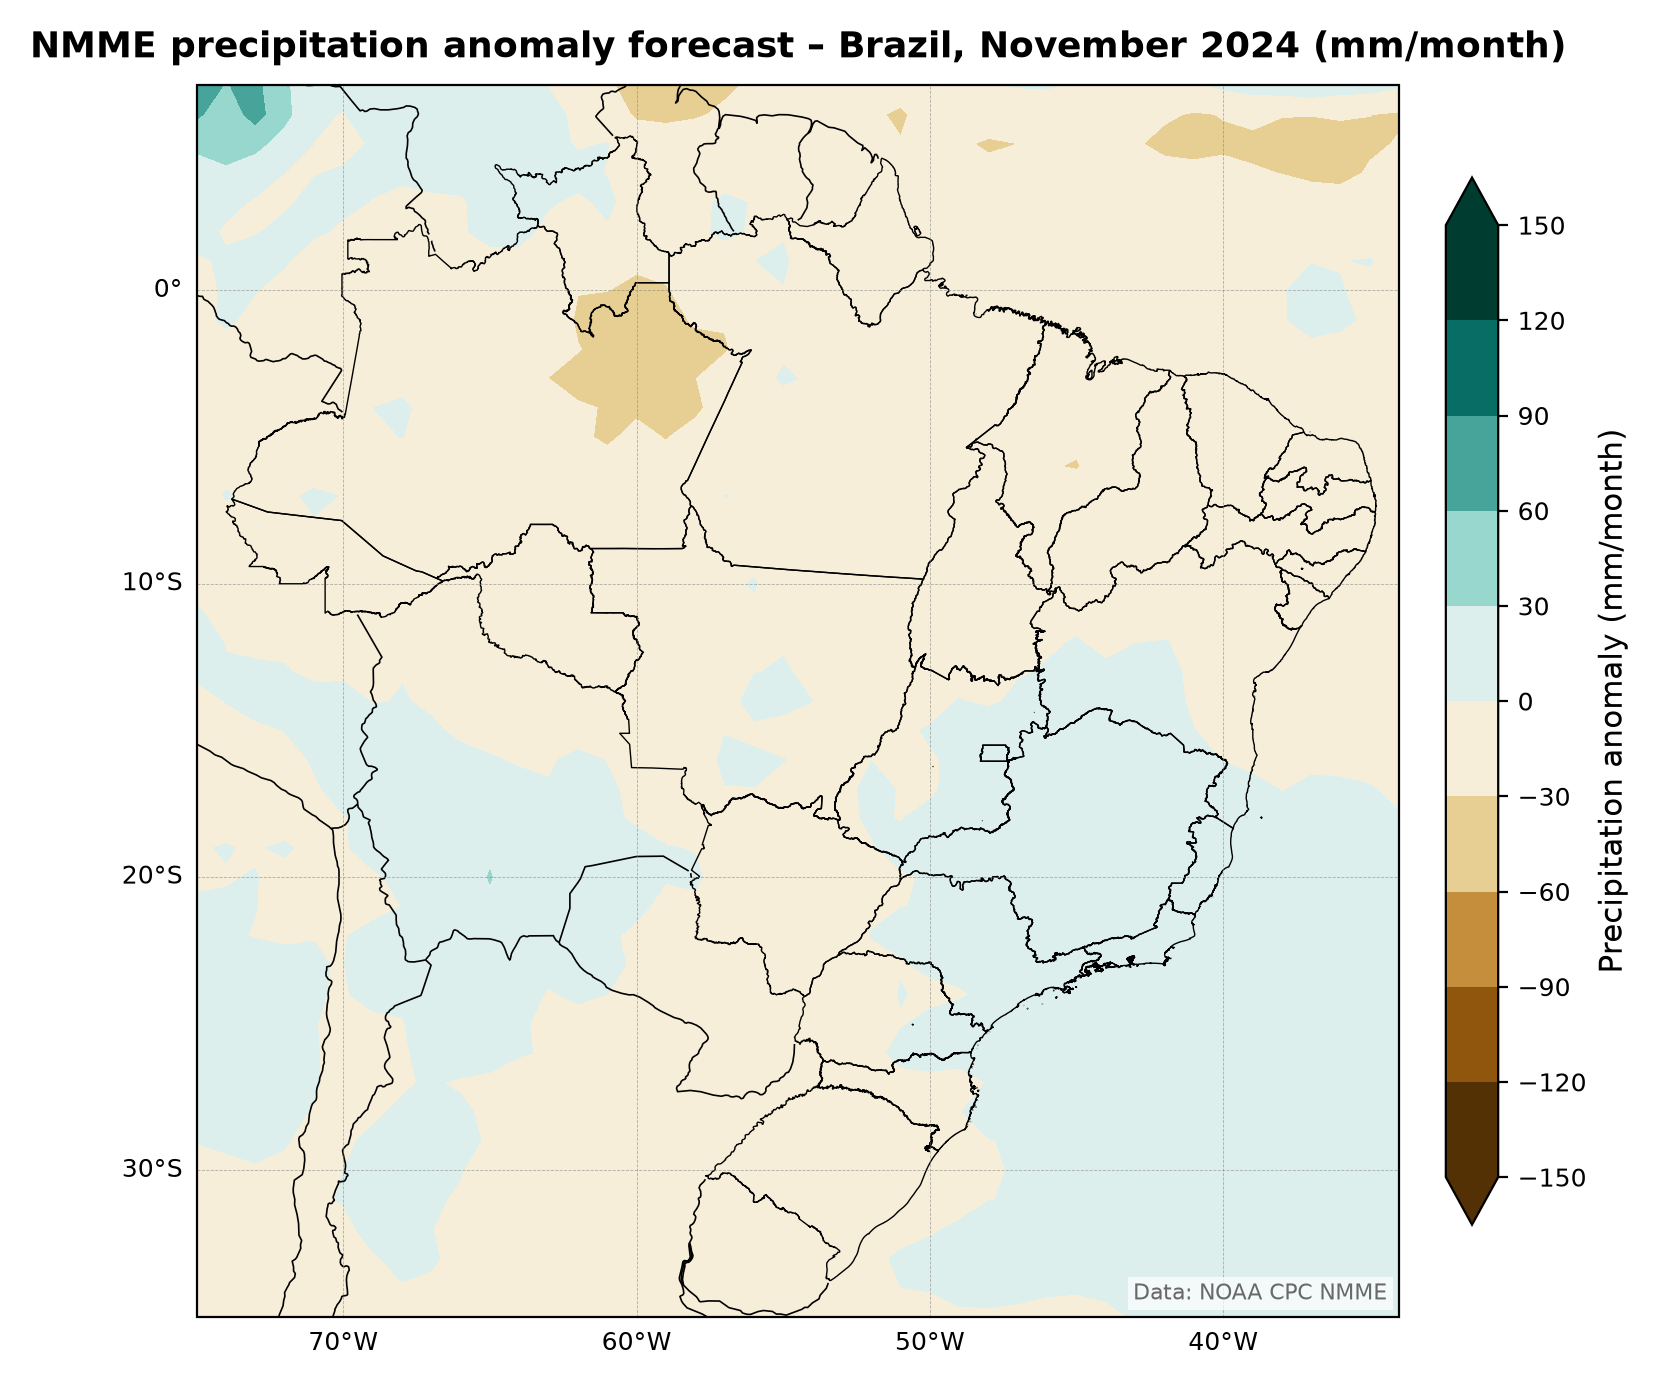 NMME precipitation anomaly forecast – Brazil, November 2024 (mm/month)
0°
10°S
20°S
30°S
70°W
60°W
50°W
40°W
150
120
90
60
30
0
−30
−60
−90
−120
−150
Precipitation anomaly (mm/month)
Data: NOAA CPC NMME